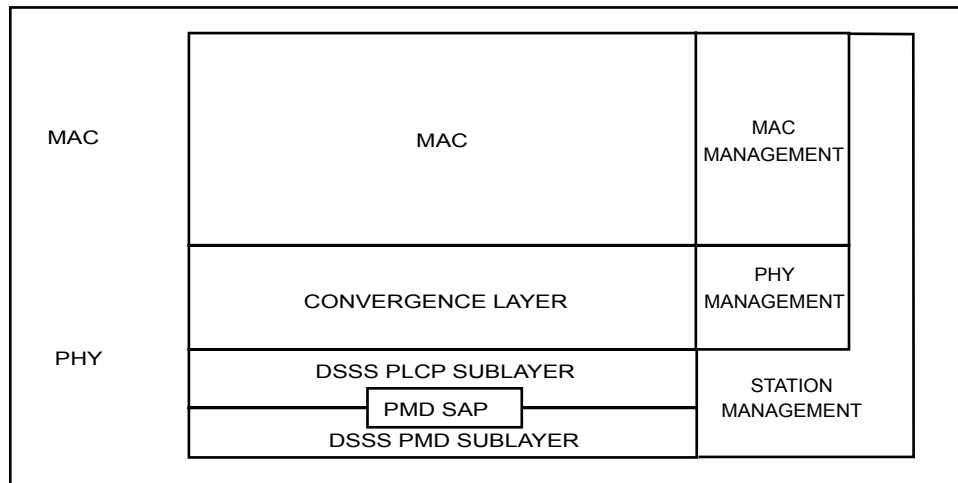 MAC
MAC
MAC
MANAGEMENT
CONVERGENCE LAYER
PHY
MANAGEMENT
PHY
DSSS PLCP SUBLAYER
PMD SAP
DSSS PMD SUBLAYER
STATION
MANAGEMENT